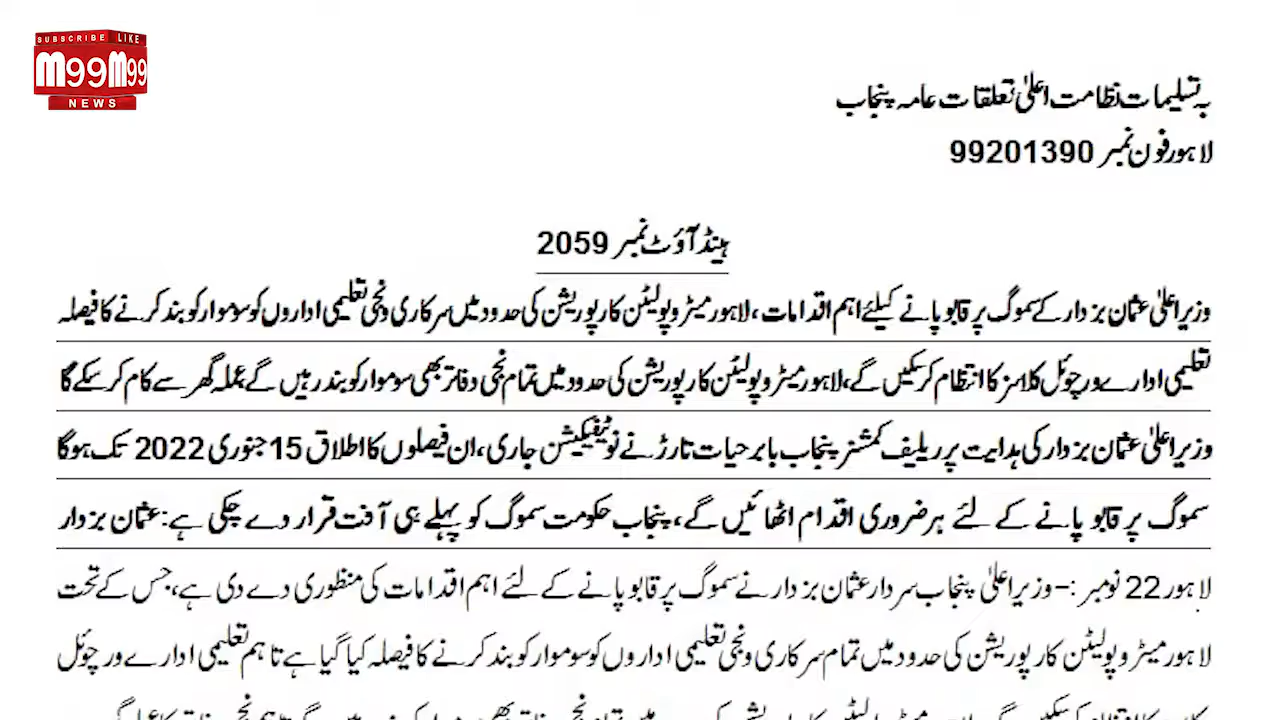 SUBSCRIBE LIKE
M99M99
NEWS
بہ تسلیمات نظامت اعلیٰ تعلقات عامہ پنجاب
لاہور فون نمبر 99201390
ہینڈ آؤٹ نمبر 2059
وزیراعلیٰ عثمان بزدار کے سموگ پر قابو پانے کیلئے اہم اقدامات، لاہور میٹروپولیٹن کارپوریشن کی حدود میں سرکاری ونجی تعلیمی اداروں کو سوموار کو بند کرنے کا فیصلہ
تعلیمی ادارے ورچوئل کلاسز کا انتظام کرسکیں گے، لاہور میٹروپولیٹن کارپوریشن کی حدود میں تمام نجی دفاتر بھی سوموار کو بند رہیں گے عملہ گھر سے کام کرسکے گا
وزیراعلیٰ عثمان بزدار کی ہدایت پر ریلیف کمشنر پنجاب بابر حیات تارڑ نے نوٹیفکیشن جاری، ان فیصلوں کا اطلاق 15 جنوری 2022 تک ہوگا
سموگ پر قابو پانے کے لئے ہر ضروری اقدام اٹھائیں گے، پنجاب حکومت سموگ کو پہلے ہی آفت قرار دے چکی ہے: عثمان بزدار
لاہور 22 نومبر :- وزیراعلیٰ پنجاب سردار عثمان بزدار نے سموگ پر قابو پانے کے لئے اہم اقدامات کی منظوری دے دی ہے، جس کے تحت
لاہور میٹروپولیٹن کارپوریشن کی حدود میں تمام سرکاری ونجی تعلیمی اداروں کو سوموار کو بند کرنے کا فیصلہ کیا گیا ہے تاہم تعلیمی ادارے ورچوئل